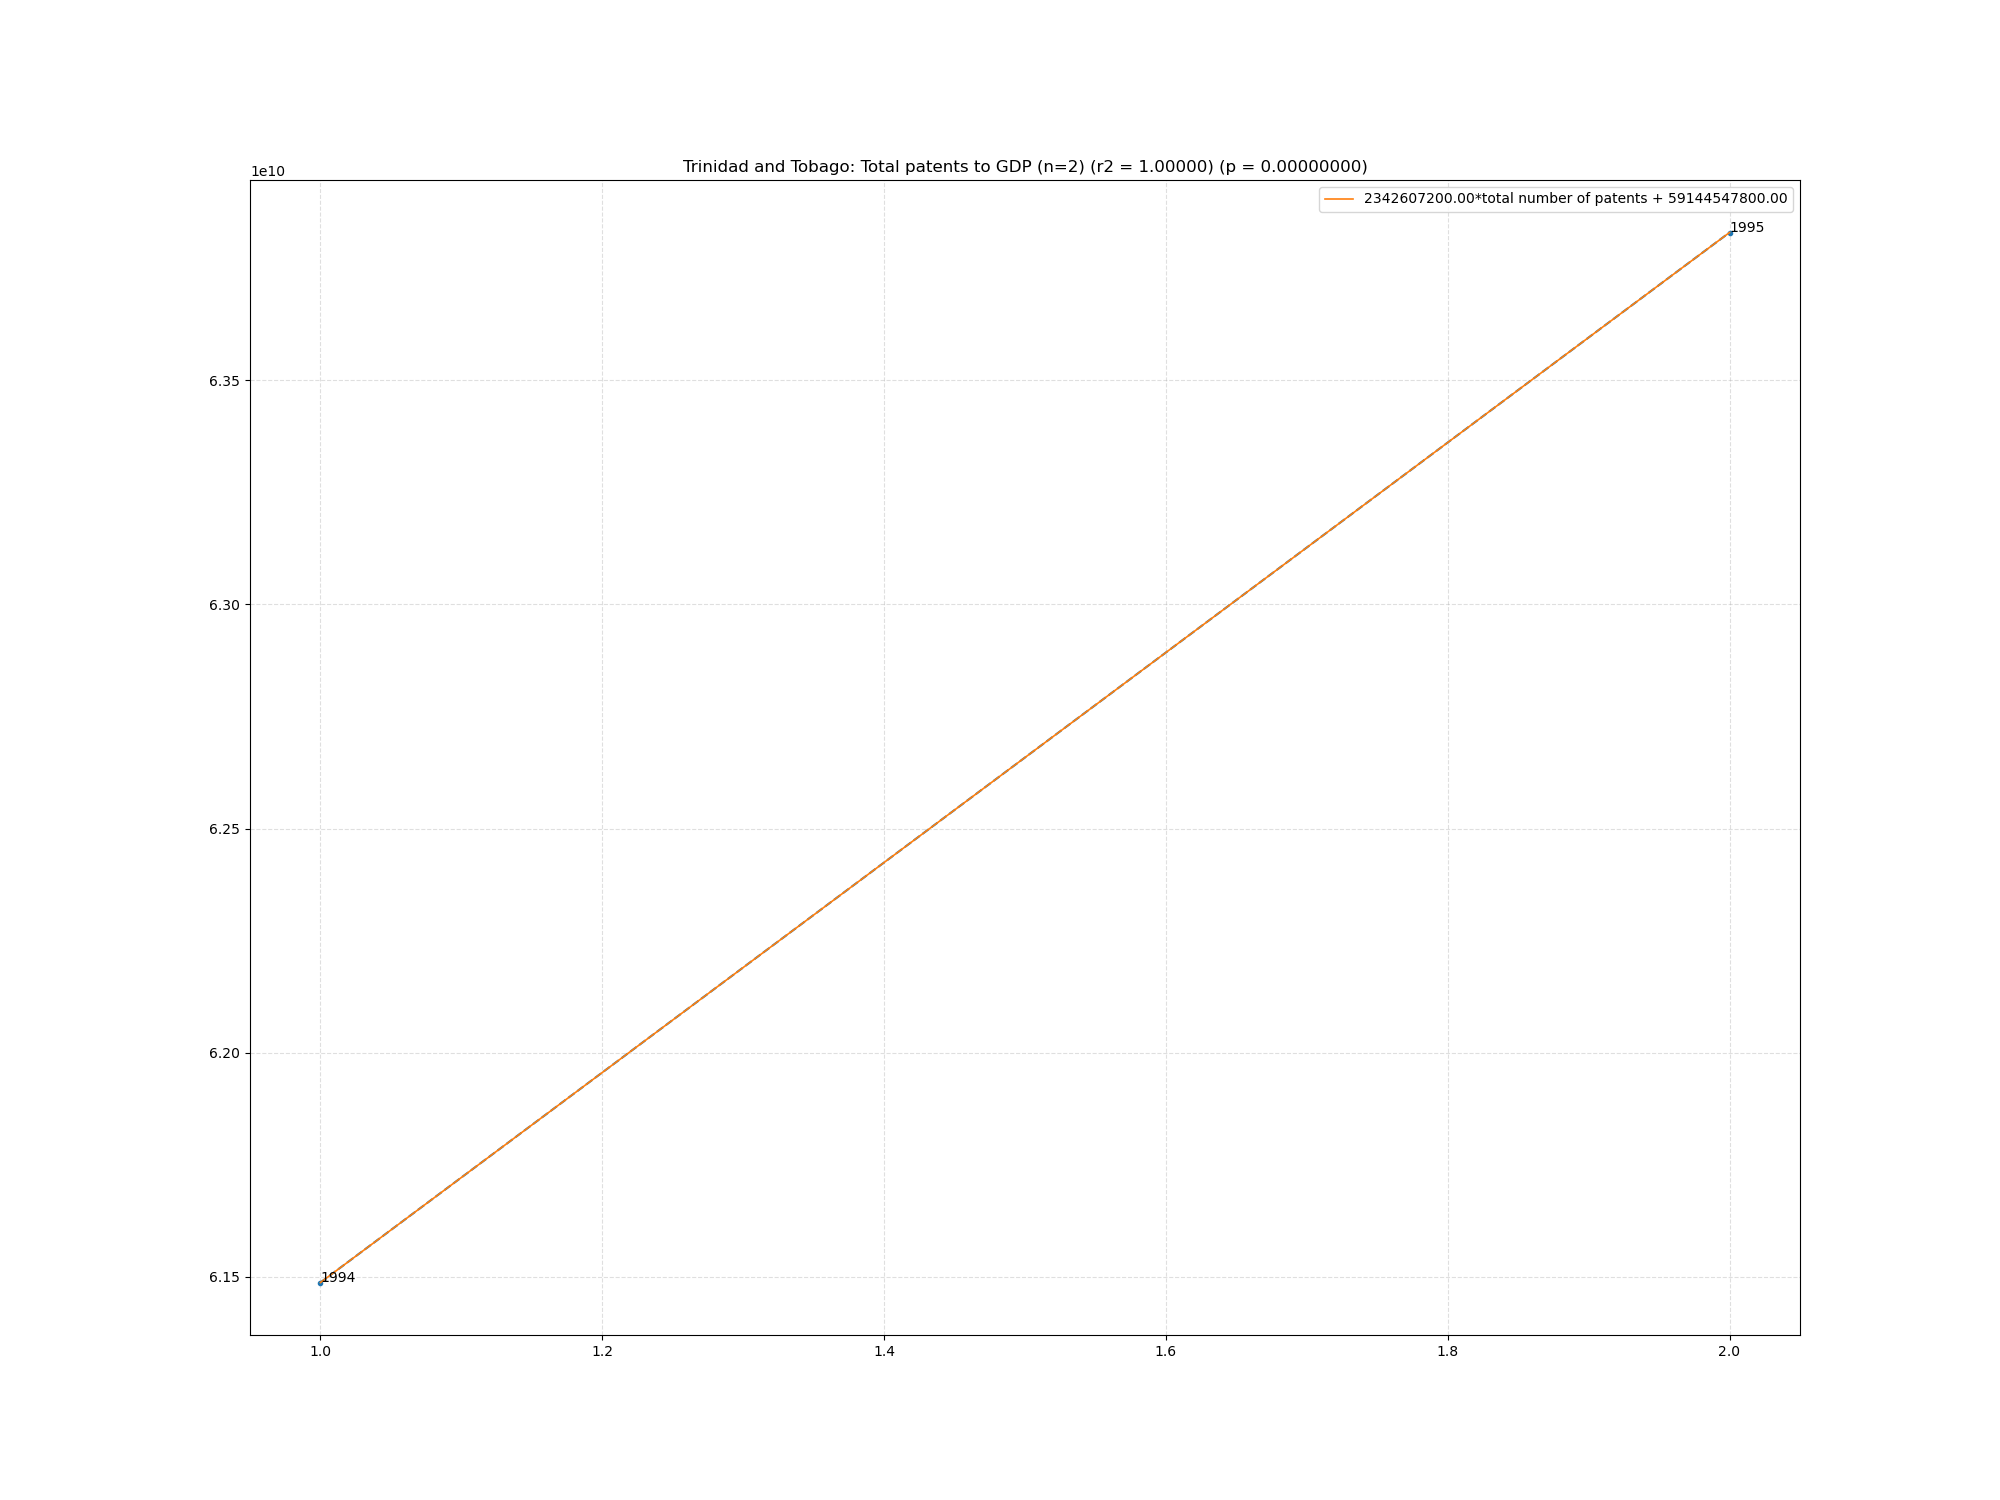 Trinidad and Tobago: Total patents to GDP (n=2) (r2 = 1.00000) (p = 0.00000000)
1e10
2342607200.00*total number of patents + 59144547800.00
1995
6.35
6.30
6.25
6.20
6.15
1994
1.0 1.2 1.4 1.6 1.8 2.0